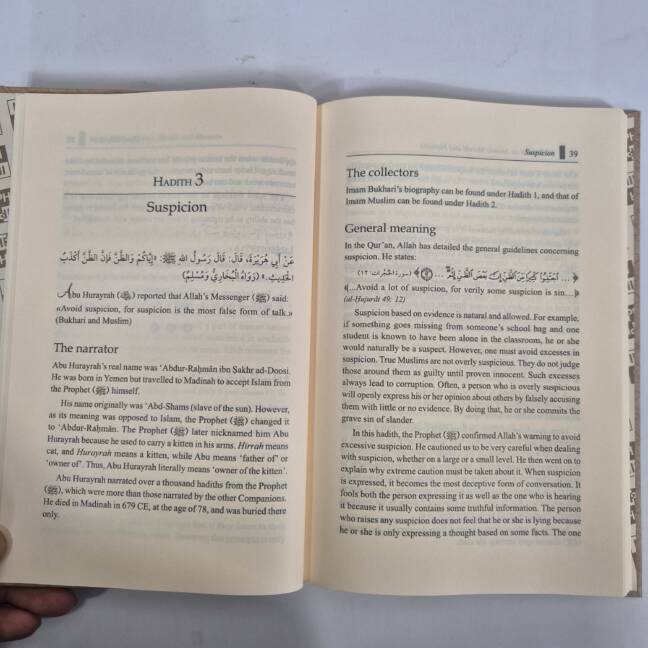 HADITH 3
Suspicion
عَنْ أَبِي هُرَيْرَةَ، قَالَ: قَالَ رَسُولُ اللهِ ﷺ: «إِيَّاكُمْ وَالظَّنَّ فَإِنَّ الظَّنَّ أَكْذَبُ
الْحَدِيثِ.» (رَوَاهُ الْبُخَارِيُّ وَمُسْلِمٌ)
Abu Hurayrah (ﷺ) reported that Allah's Messenger (ﷺ) said:
«Avoid suspicion, for suspicion is the most false form of talk.»
(Bukhari and Muslim)
The narrator
Abu Hurayrah's real name was ‘Abdur-Raḥmân ibn Ṣakhr ad-Doosi.
He was born in Yemen but travelled to Madinah to accept Islam from
the Prophet (ﷺ) himself.
His name originally was ‘Abd-Shams (slave of the sun). However,
as its meaning was opposed to Islam, the Prophet (ﷺ) changed it
to ‘Abdur-Raḥmân. The Prophet (ﷺ) later nicknamed him Abu
Hurayrah because he used to carry a kitten in his arms. Hirrah means
cat, and Hurayrah means a kitten, while Abu means ‘father of’ or
‘owner of’. Thus, Abu Hurayrah literally means ‘owner of the kitten’.
Abu Hurayrah narrated over a thousand hadiths from the Prophet
(ﷺ), which were more than those narrated by the other Companions.
He died in Madinah in 679 CE, at the age of 78, and was buried there
only.
Suspicion 39
The collectors
Imam Bukhari's biography can be found under Hadith 1, and that of
Imam Muslim can be found under Hadith 2.
General meaning
In the Qur’an, Allah has detailed the general guidelines concerning
suspicion. He states:
﴿... اجْتَنِبُوا كَثِيرًا مِّنَ الظَّنِّ إِنَّ بَعْضَ الظَّنِّ إِثْمٌ ... ۝١٢﴾ (سورة الحجرات: ١٢)
﴾...Avoid a lot of suspicion, for verily some suspicion is sin...﴿
(al-Hujurât 49: 12)
Suspicion based on evidence is natural and allowed. For example,
if something goes missing from someone's school bag and one
student is known to have been alone in the classroom, he or she
would naturally be a suspect. However, one must avoid excesses in
suspicion. True Muslims are not overly suspicious. They do not judge
those around them as guilty until proven innocent. Such excesses
always lead to corruption. Often, a person who is overly suspicious
will openly express his or her opinion about others by falsely accusing
them with little or no evidence. By doing that, he or she commits the
grave sin of slander.
In this hadith, the Prophet (ﷺ) confirmed Allah's warning to avoid
excessive suspicion. He cautioned us to be very careful when dealing
with suspicion, whether on a large or a small level. He then went on to
explain why extreme caution must be taken about it. When suspicion
is expressed, it becomes the most deceptive form of conversation. It
fools both the person expressing it as well as the one who is hearing
it because it usually contains some truthful information. The person
who raises any suspicion does not feel that he or she is lying because
he or she is only expressing a thought based on some facts. The one